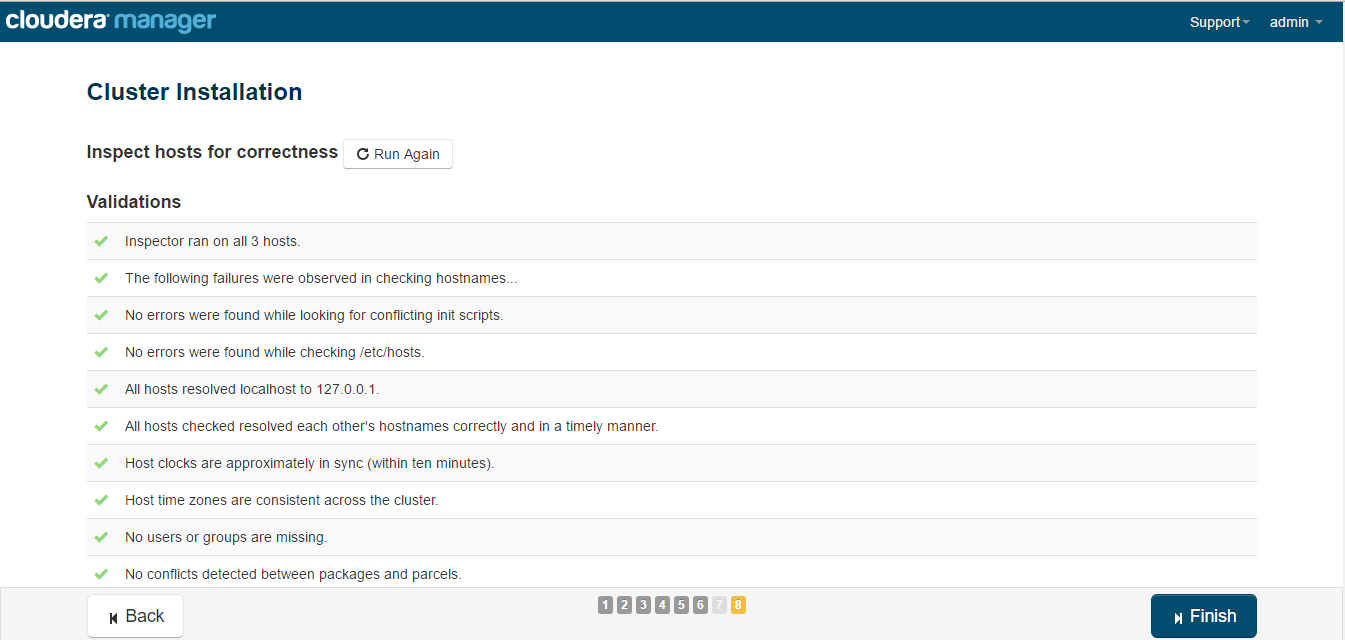 cloudera manager Support admin
Cluster Installation
Inspect hosts for correctness Run Again
Validations
Inspector ran on all 3 hosts.
The following failures were observed in checking hostnames...
No errors were found while looking for conflicting init scripts.
No errors were found while checking /etc/hosts.
All hosts resolved localhost to 127.0.0.1.
All hosts checked resolved each other's hostnames correctly and in a timely manner.
Host clocks are approximately in sync (within ten minutes).
Host time zones are consistent across the cluster.
No users or groups are missing.
No conflicts detected between packages and parcels.
Back 1 2 3 4 5 6 7 8 Finish